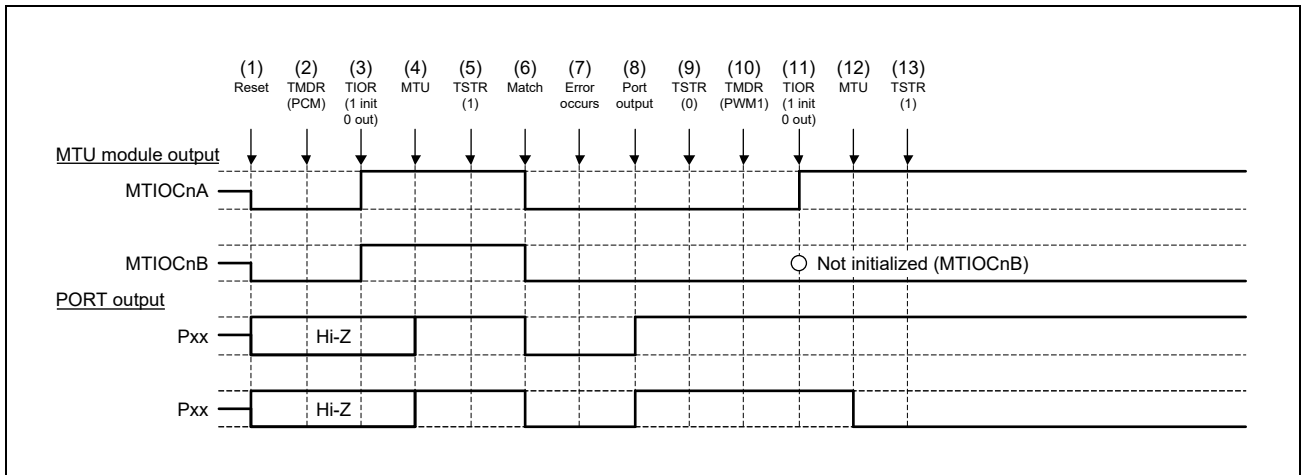 (1) (2) (3) (4) (5) (6) (7) (8) (9) (10) (11) (12) (13)
Reset TMDR TIOR MTU TSTR Match Error Port TSTR TMDR TIOR MTU TSTR
(PCM) (1 init (1) occurs output (0) (PWM1) (1 init (1)
0 out) 0 out)
MTU module output
MTIOCnA
MTIOCnB Not initialized (MTIOCnB)
PORT output
Pxx Hi-Z
Pxx Hi-Z